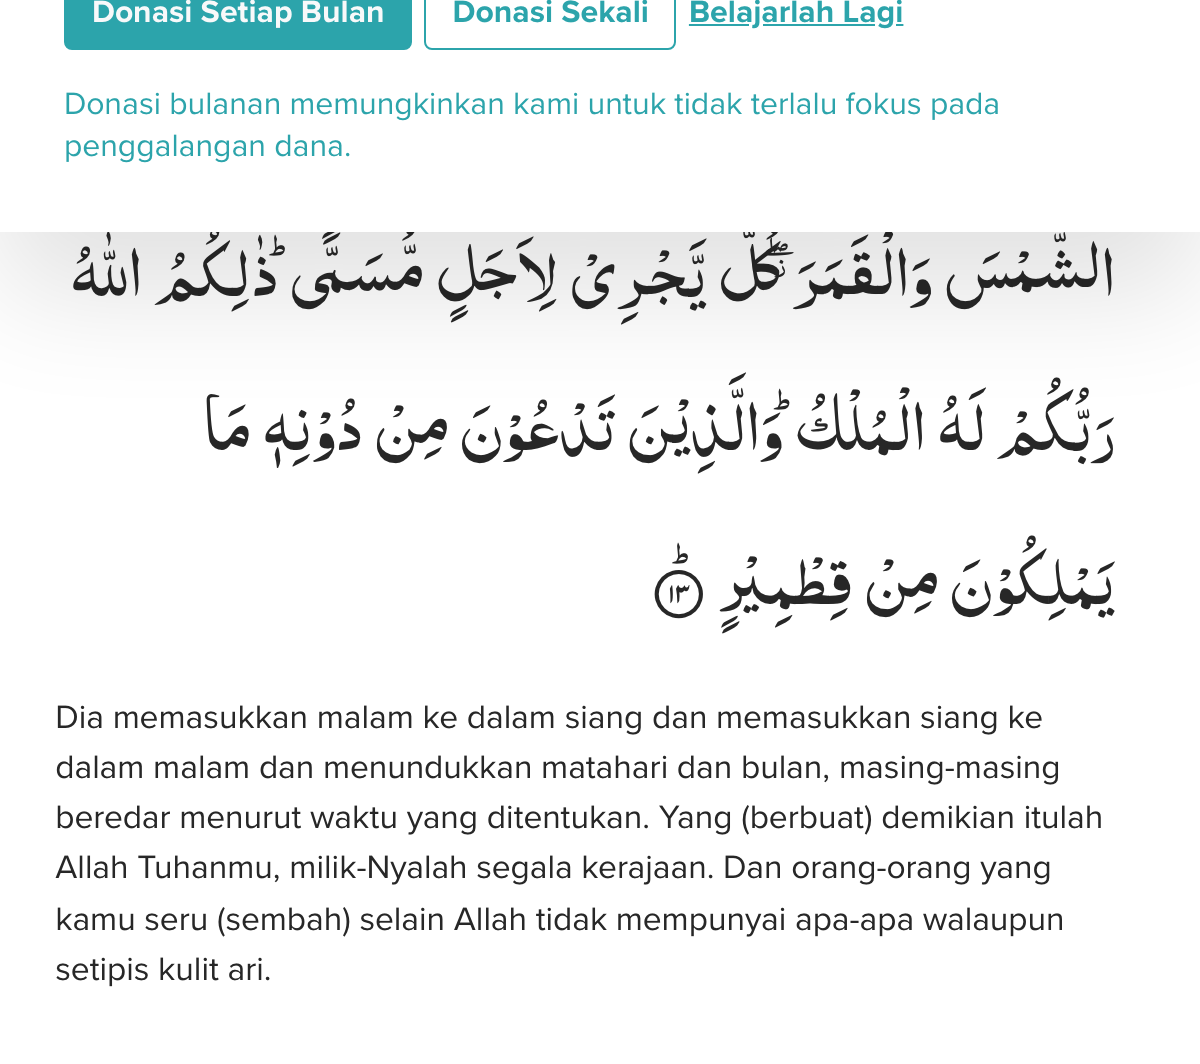 Donasi Setiap Bulan Donasi Sekali Belajarlah Lagi
Donasi bulanan memungkinkan kami untuk tidak terlalu fokus pada
penggalangan dana.
الشَّمۡسَ وَالۡقَمَرَ ‌ۖ كُلٌّ يَّجۡرِىۡ لِاَجَلٍ مُّسَمًّى ؕ ذٰ لِكُمُ اللّٰهُ
رَبُّكُمۡ لَهُ الۡمُلۡكُ ؕ وَالَّذِيۡنَ تَدۡعُوۡنَ مِنۡ دُوۡنِهٖ مَا
يَمۡلِكُوۡنَ مِنۡ قِطۡمِيۡرٍؕ ١٣
Dia memasukkan malam ke dalam siang dan memasukkan siang ke
dalam malam dan menundukkan matahari dan bulan, masing-masing
beredar menurut waktu yang ditentukan. Yang (berbuat) demikian itulah
Allah Tuhanmu, milik-Nyalah segala kerajaan. Dan orang-orang yang
kamu seru (sembah) selain Allah tidak mempunyai apa-apa walaupun
setipis kulit ari.